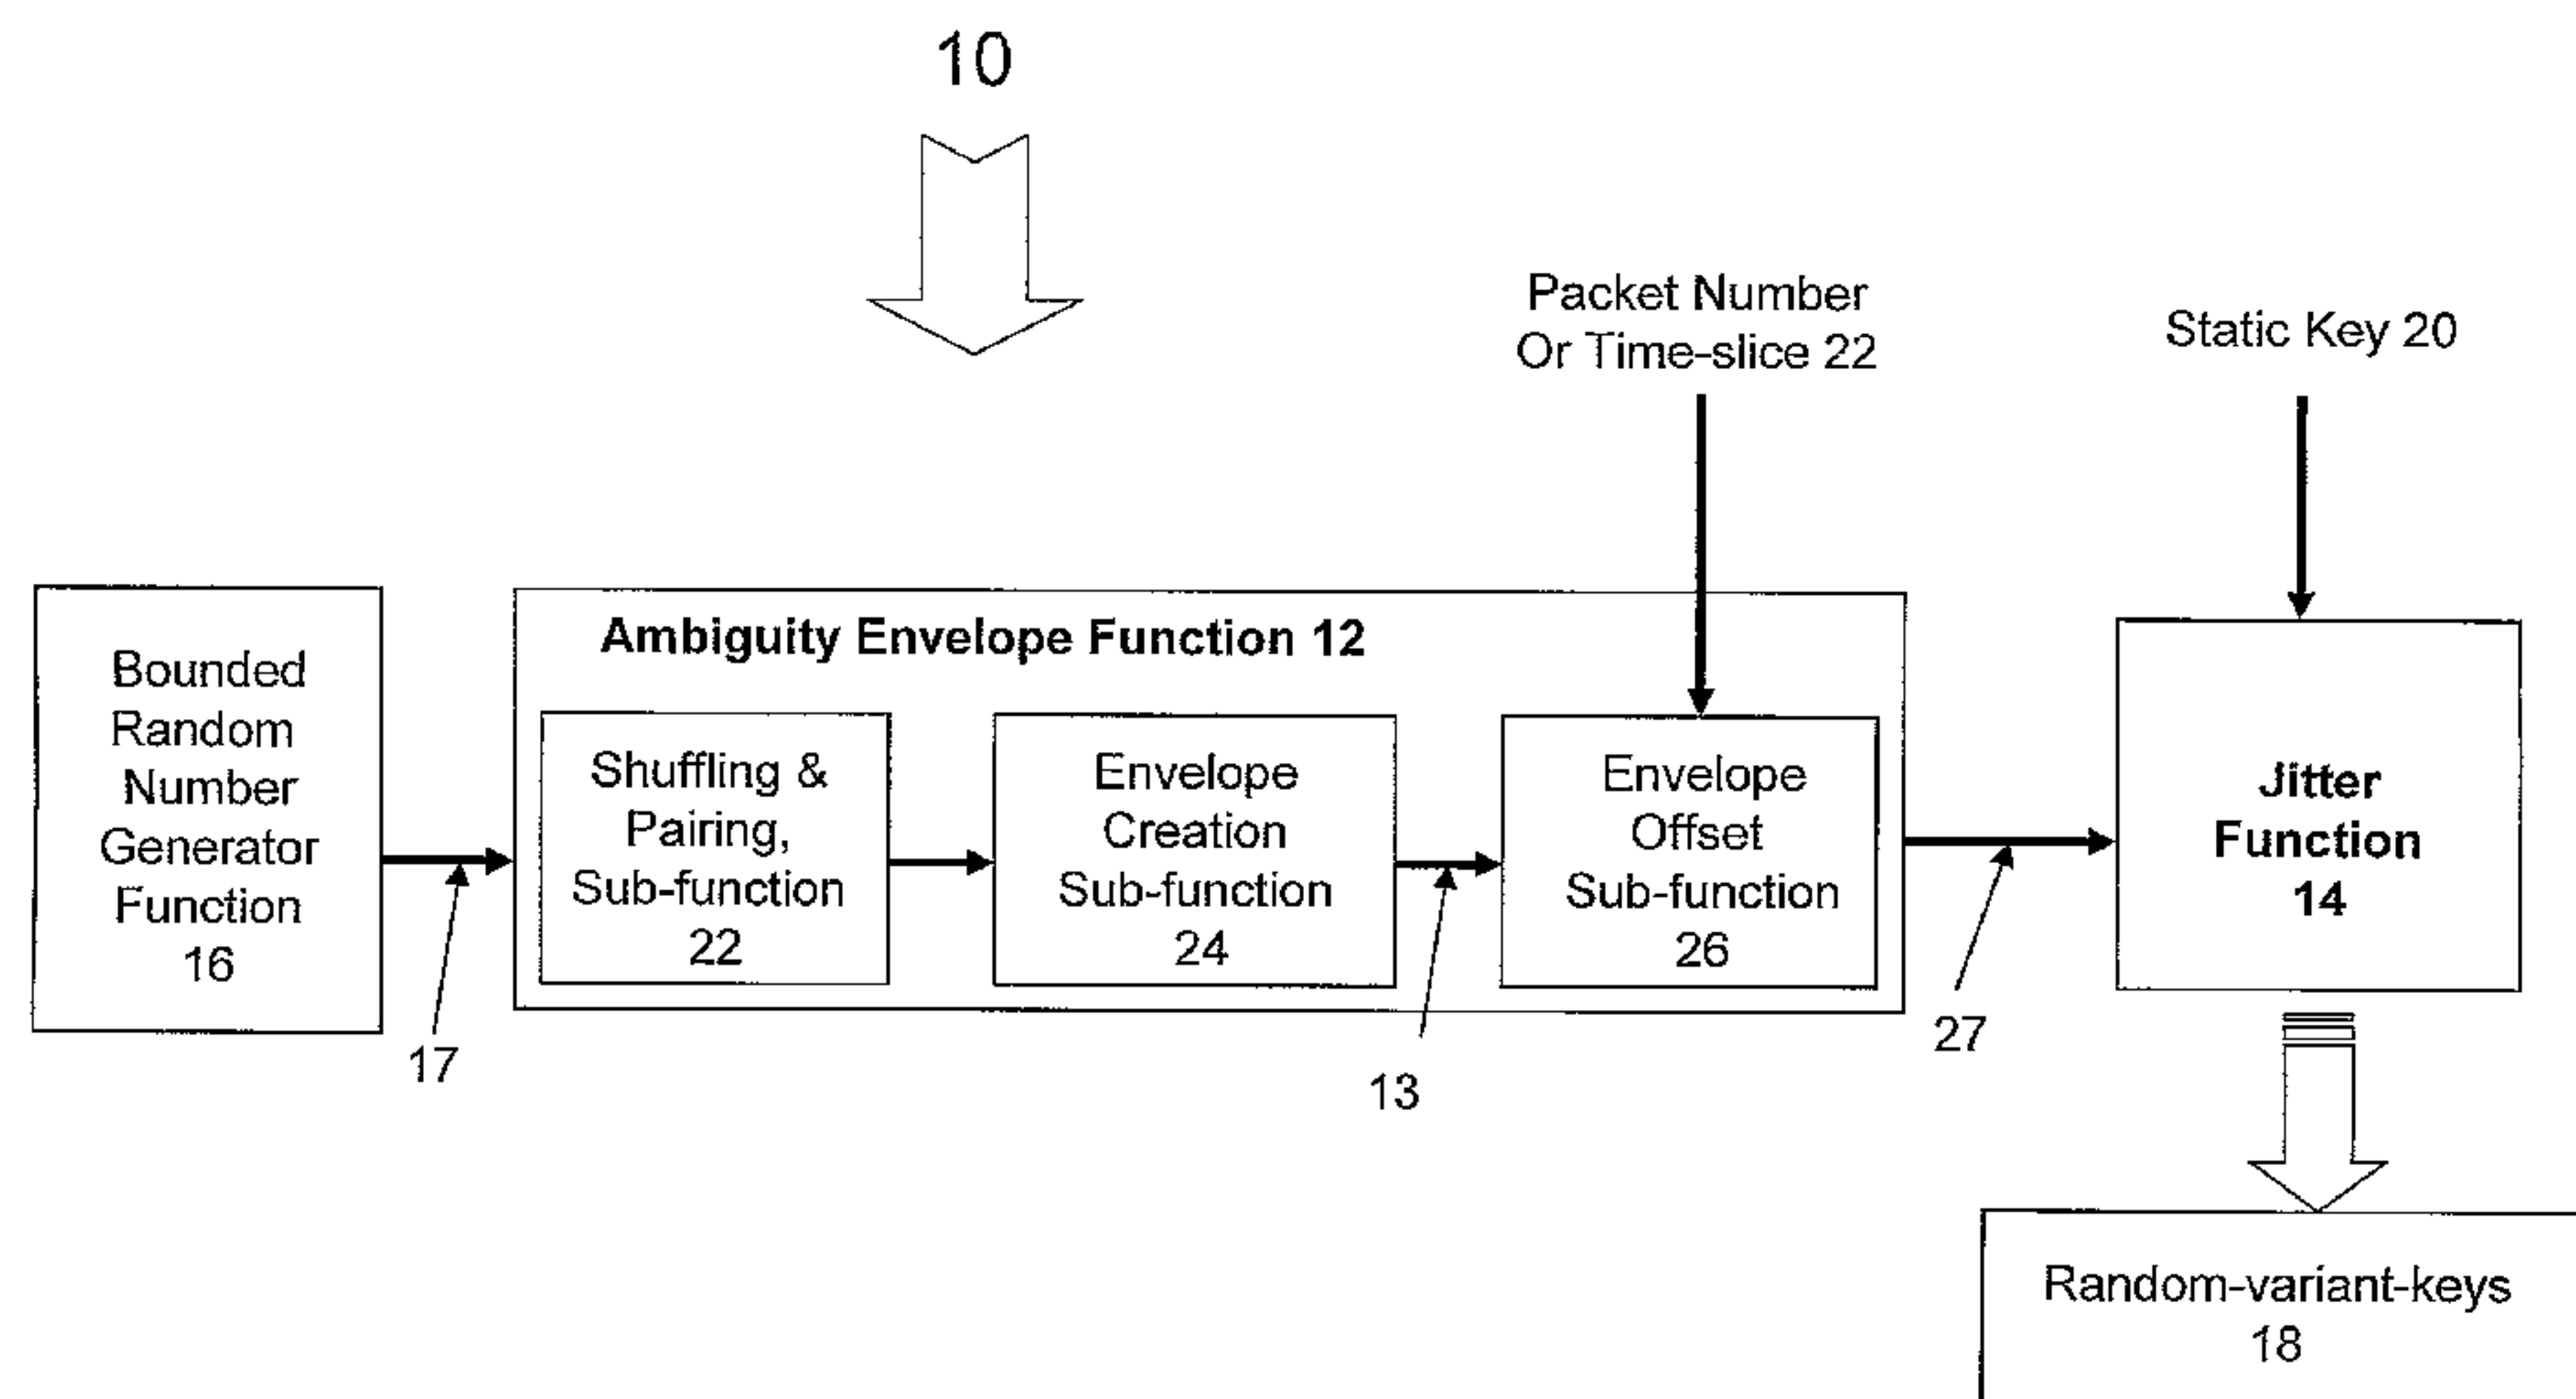 10
Packet Number
Or Time-slice 22
Static Key 20
Bounded
Random
Number
Generator
Function
16
17
Ambiguity Envelope Function 12
Shuffling &
Pairing,
Sub-function
22
Envelope
Creation
Sub-function
24
13
Envelope
Offset
Sub-function
26
27
Jitter
Function
14
Random-variant-keys
18